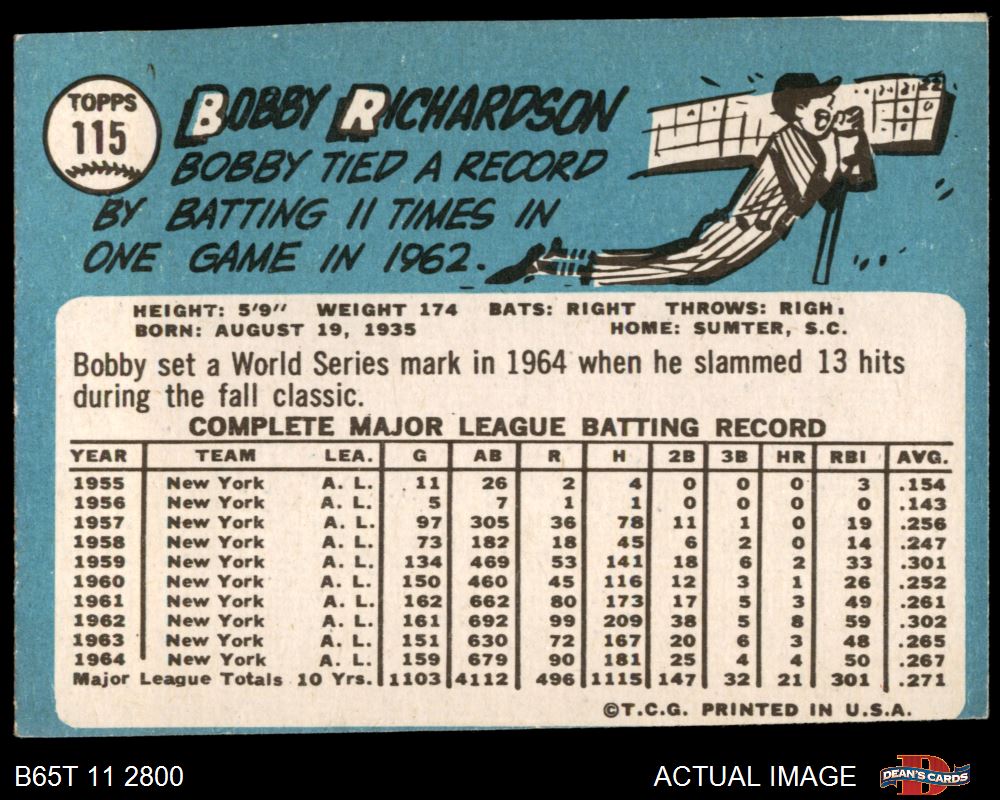 TOPPS
115
BOBBY RICHARDSON
BOBBY TIED A RECORD
BY BATTING 11 TIMES IN
ONE GAME IN 1962.
HEIGHT: 5'9" WEIGHT 174 BATS: RIGHT THROWS: RIGH.
BORN: AUGUST 19, 1935 HOME: SUMTER, S.C.
Bobby set a World Series mark in 1964 when he slammed 13 hits
during the fall classic.
COMPLETE MAJOR LEAGUE BATTING RECORD
YEAR TEAM LEA. G AB R H 2B 3B HR RBI AVG.
1955 New York A. L. 11 26 2 4 0 0 0 3 .154
1956 New York A. L. 5 7 1 1 0 0 0 0 .143
1957 New York A. L. 97 305 36 78 11 1 0 19 .256
1958 New York A. L. 73 182 18 45 6 2 0 14 .247
1959 New York A. L. 134 469 53 141 18 6 2 33 .301
1960 New York A. L. 150 460 45 116 12 3 1 26 .252
1961 New York A. L. 162 662 80 173 17 5 3 49 .261
1962 New York A. L. 161 692 99 209 38 5 8 59 .302
1963 New York A. L. 151 630 72 167 20 6 3 48 .265
1964 New York A. L. 159 679 90 181 25 4 4 50 .267
Major League Totals 10 Yrs. 1103 4112 496 1115 147 32 21 301 .271
©T.C.G. PRINTED IN U.S.A.
B65T 11 2800 ACTUAL IMAGE
DEAN'S CARDS